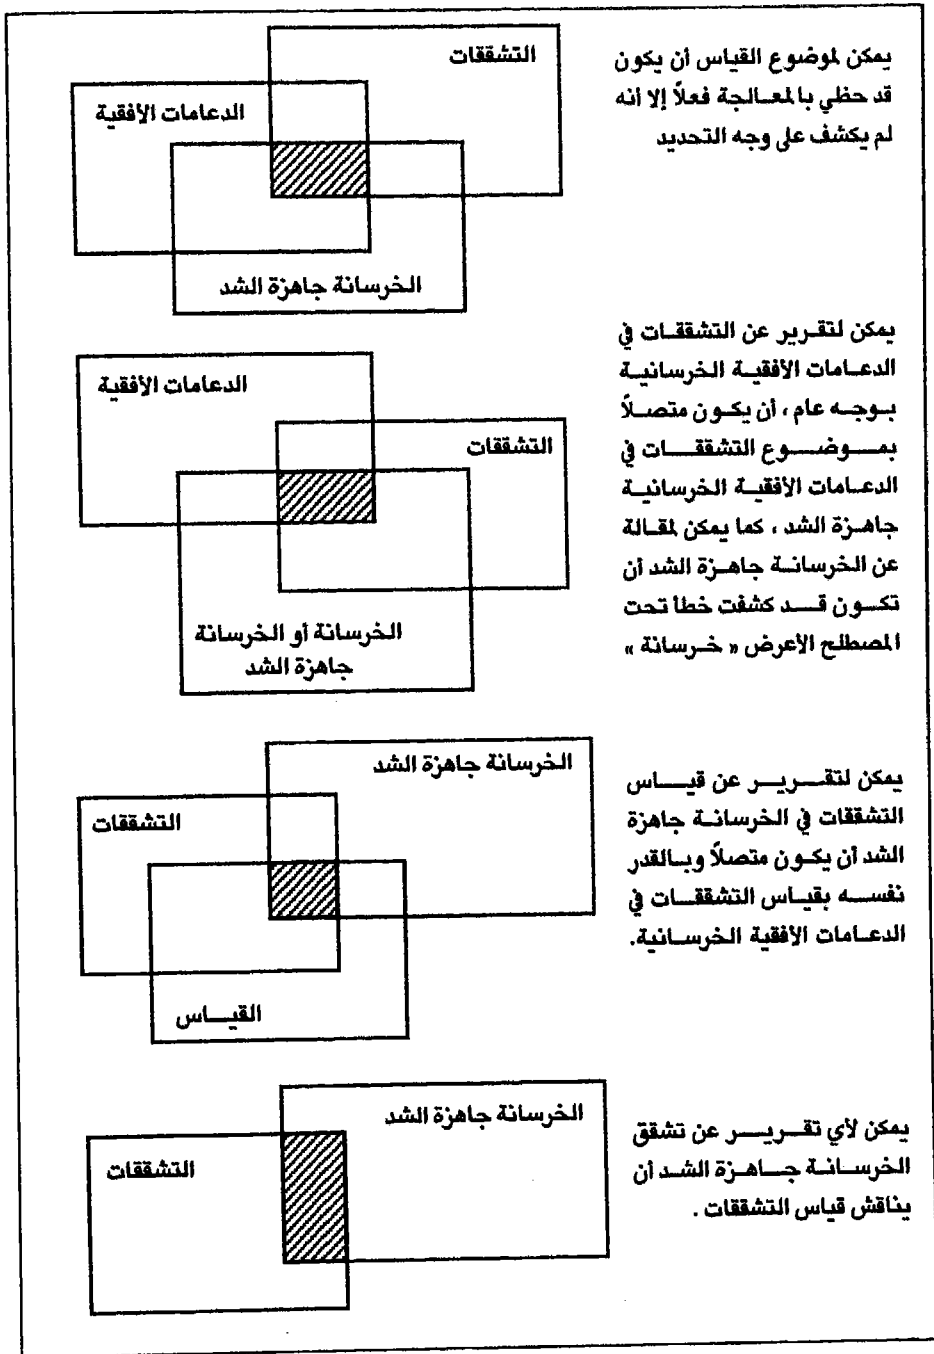 يمكن لموضوع القياس أن يكون
قد حظي بالمعالجة فعلاً إلا أنه
لم يكشف على وجه التحديد
التشققات
الدعامات الأفقية
الخرسانة جاهزة الشد
يمكن لتقرير عن التشققات في
الدعامات الأفقية الخرسانية
بوجه عام ، أن يكون متصلاً
بموضوع التشققات في
الدعامات الأفقية الخرسانية
جاهزة الشد ، كما يمكن لمقالة
عن الخرسانة جاهزة الشد أن
تكون قد كشفت خطأ تحت
المصطلح الأعرض « خرسانة »
الدعامات الأفقية
التشققات
الخرسانة أو الخرسانة
جاهزة الشد
يمكن لتقرير عن قياس
التشققات في الخرسانة جاهزة
الشد أن يكون متصلاً وبالقدر
نفسه بقياس التشققات في
الدعامات الأفقية الخرسانية.
الخرسانة جاهزة الشد
التشققات
القياس
يمكن لأي تقرير عن تشقق
الخرسانة جاهزة الشد أن
يناقش قياس التشققات .
الخرسانة جاهزة الشد
التشققات